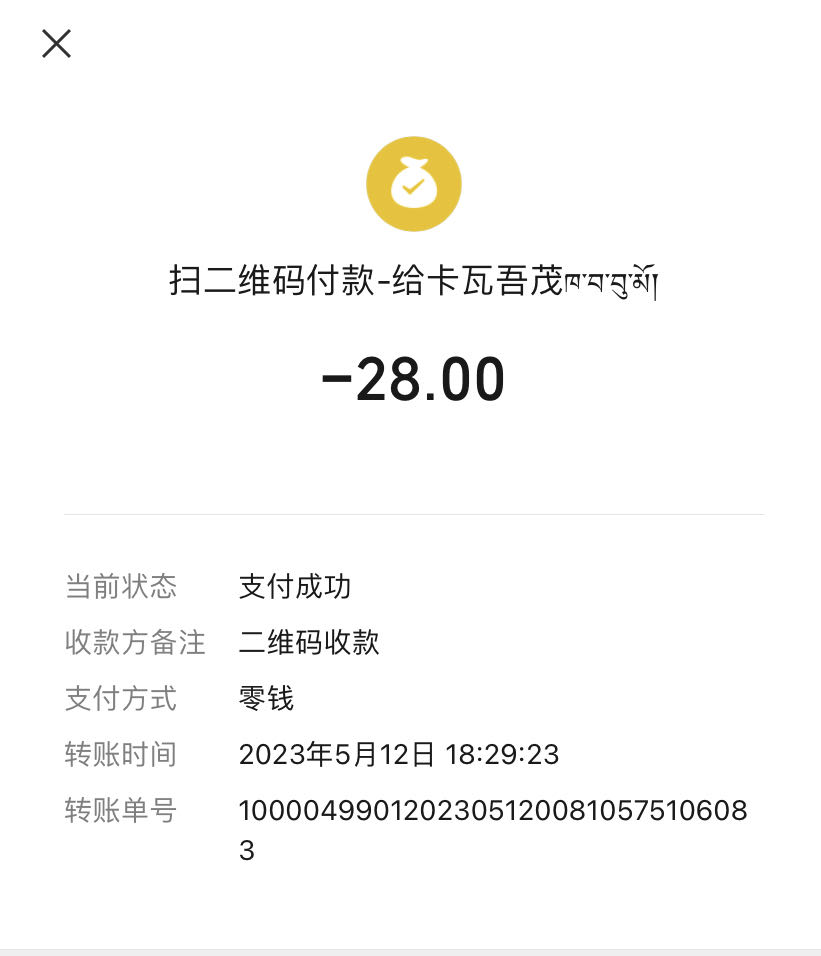 扫二维码付款-给卡瓦吾茂ཁ་བ་བུ་མོ།
-28.00
当前状态 支付成功
收款方备注 二维码收款
支付方式 零钱
转账时间 2023年5月12日 18:29:23
转账单号 100004990120230512008105751060​8
3